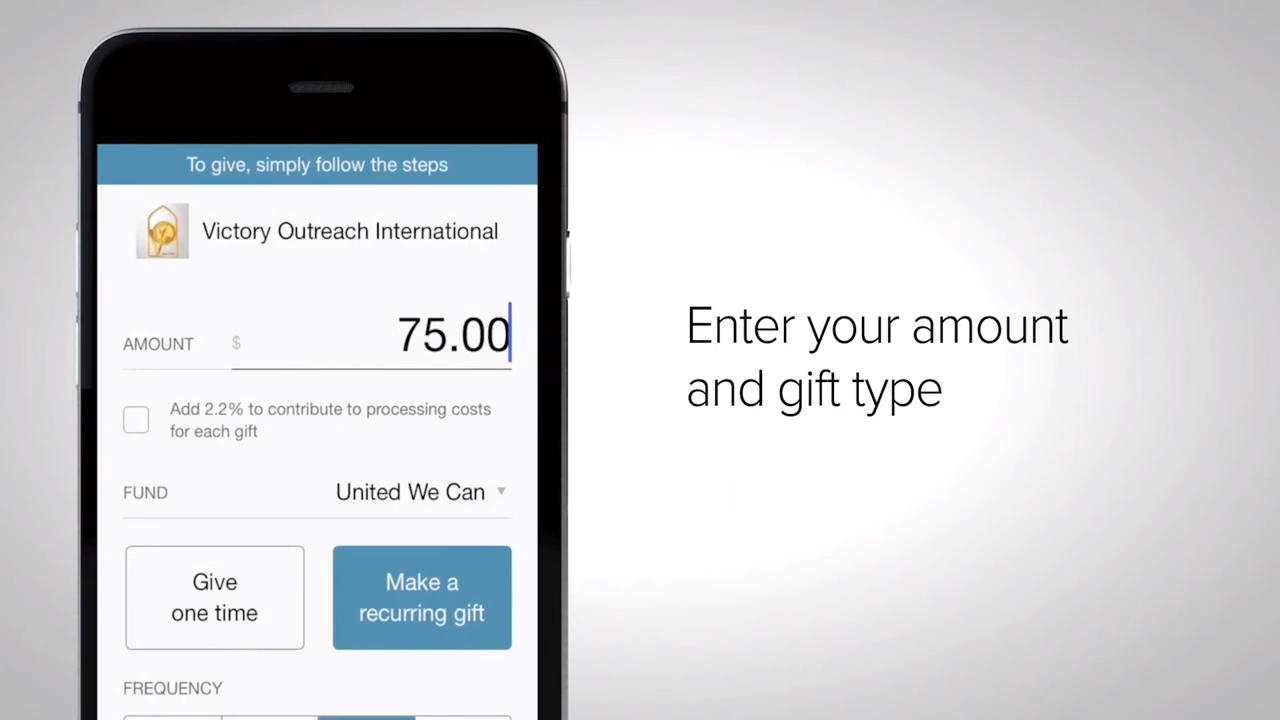 To give, simply follow the steps
Victory Outreach International
AMOUNT $ 75.00
Add 2.2% to contribute to processing costs
for each gift
FUND United We Can
Give
one time
Make a
recurring gift
FREQUENCY
Enter your amount
and gift type